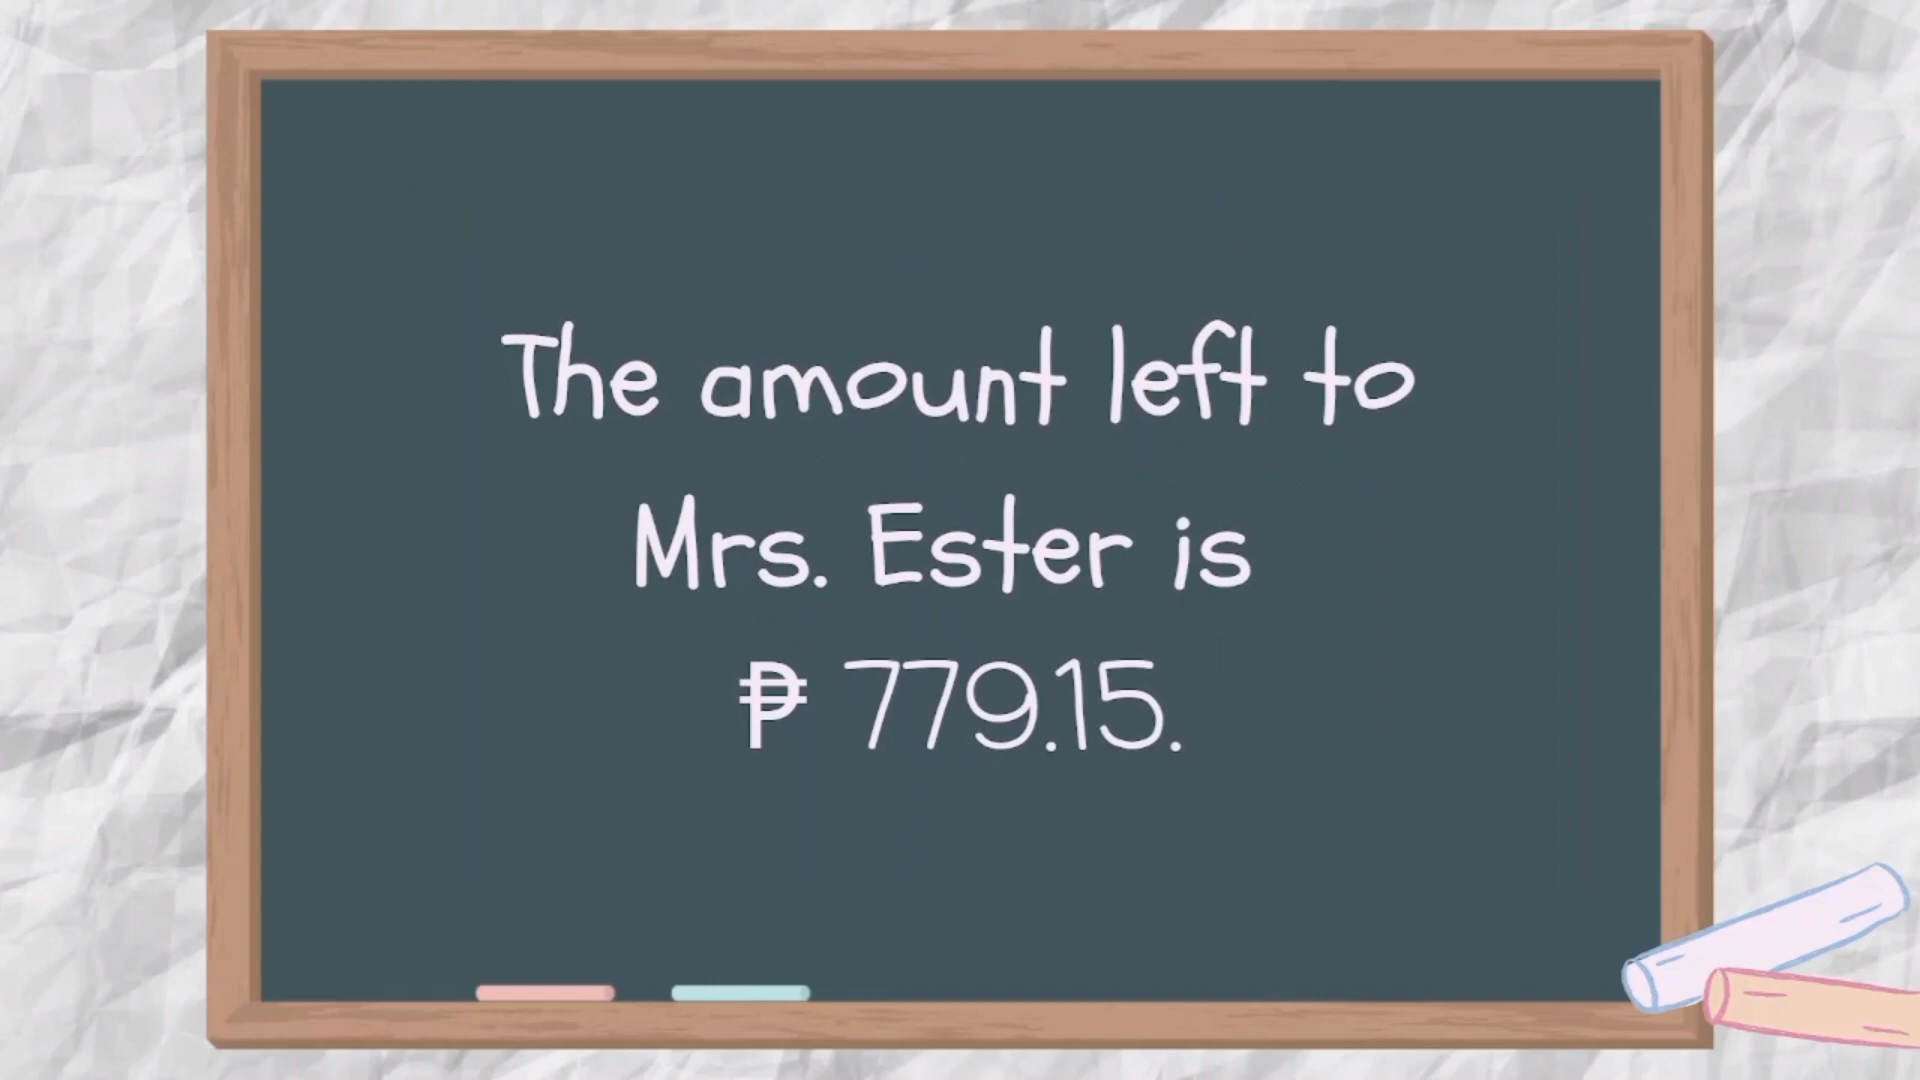 The amount left to
Mrs. Ester is
₱ 779.15.